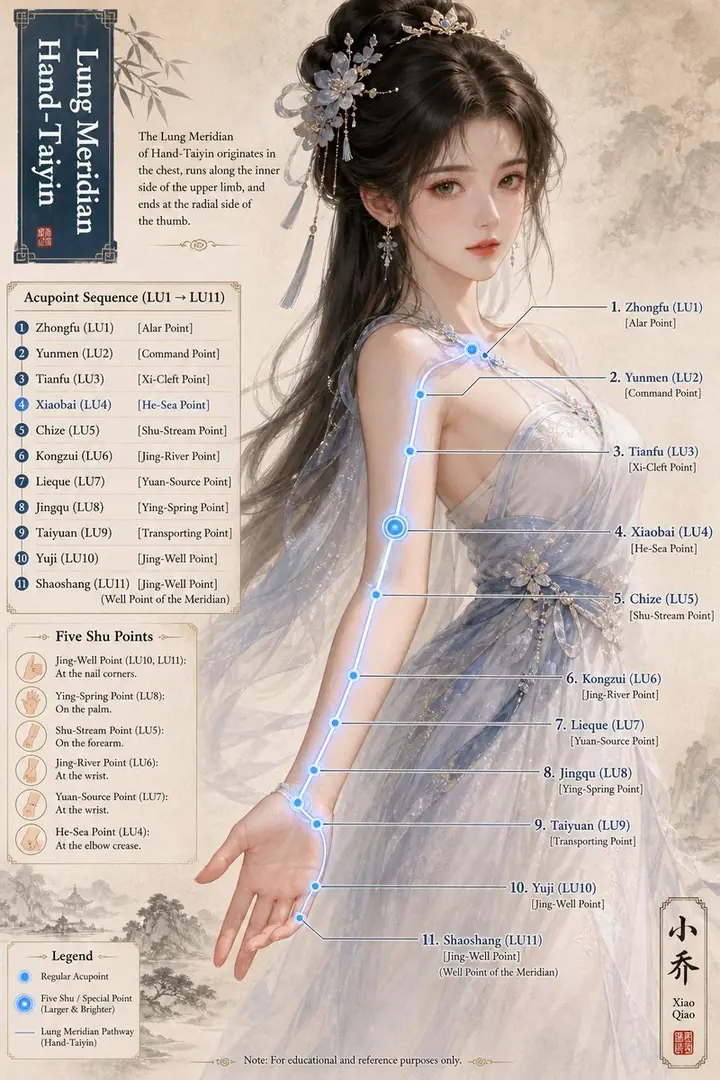 Lung Meridian
Hand-Taiyin
The Lung Meridian
of Hand-Taiyin originates in
the chest, runs along the inner
side of the upper limb, and
ends at the radial side of
the thumb.
Acupoint Sequence (LU1 → LU11)
1 Zhongfu (LU1) [Alar Point]
2 Yunmen (LU2) [Command Point]
3 Tianfu (LU3) [Xi-Cleft Point]
4 Xiaobai (LU4) [He-Sea Point]
5 Chize (LU5) [Shu-Stream Point]
6 Kongzui (LU6) [Jing-River Point]
7 Lieque (LU7) [Yuan-Source Point]
8 Jingqu (LU8) [Ying-Spring Point]
9 Taiyuan (LU9) [Transporting Point]
10 Yuji (LU10) [Jing-Well Point]
11 Shaoshang (LU11) [Jing-Well Point]
(Well Point of the Meridian)
Five Shu Points
Jing-Well Point (LU10, LU11):
At the nail corners.
Ying-Spring Point (LU8):
On the palm.
Shu-Stream Point (LU5):
On the forearm.
Jing-River Point (LU6):
At the wrist.
Yuan-Source Point (LU7):
At the wrist.
He-Sea Point (LU4):
At the elbow crease.
Legend
Regular Acupoint
Five Shu / Special Point
(Larger & Brighter)
Lung Meridian Pathway
(Hand-Taiyin)
1. Zhongfu (LU1)
[Alar Point]
2. Yunmen (LU2)
[Command Point]
3. Tianfu (LU3)
[Xi-Cleft Point]
4. Xiaobai (LU4)
[He-Sea Point]
5. Chize (LU5)
[Shu-Stream Point]
6. Kongzui (LU6)
[Jing-River Point]
7. Lieque (LU7)
[Yuan-Source Point]
8. Jingqu (LU8)
[Ying-Spring Point]
9. Taiyuan (LU9)
[Transporting Point]
10. Yuji (LU10)
[Jing-Well Point]
11. Shaoshang (LU11)
[Jing-Well Point]
(Well Point of the Meridian)
小乔
Xiao
Qiao
Note: For educational and reference purposes only.